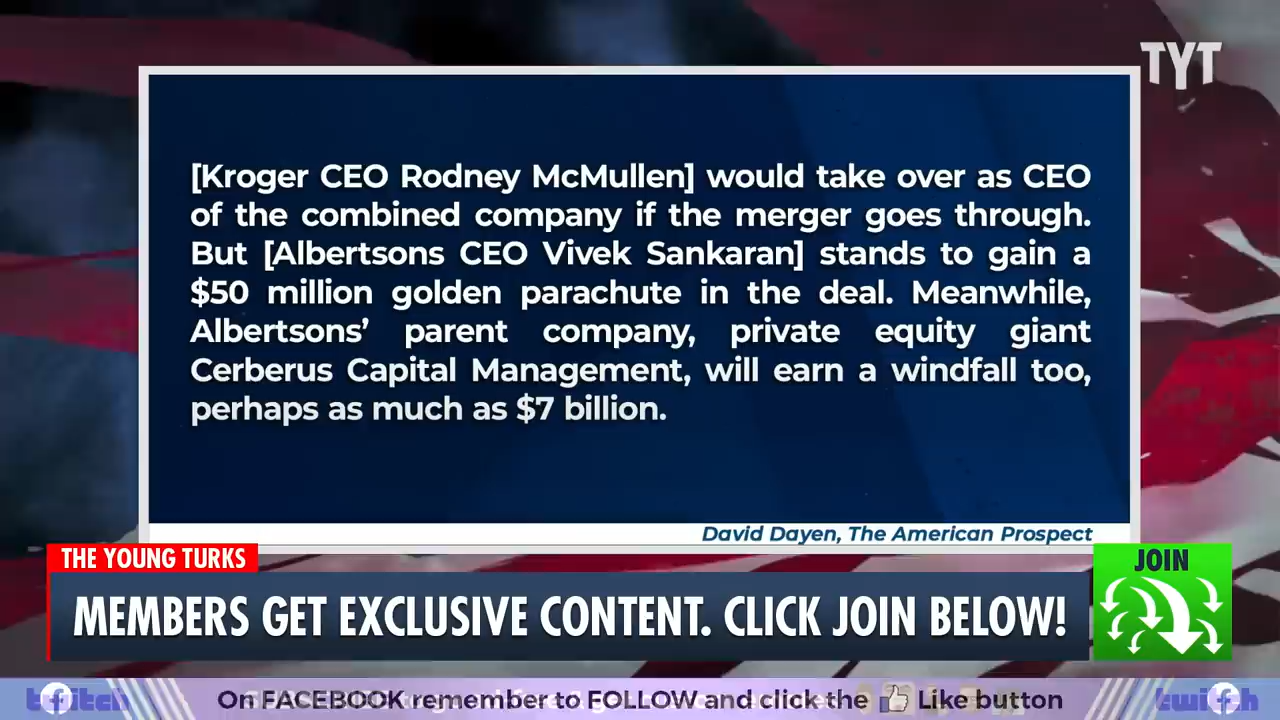 TYT
[Kroger CEO Rodney McMullen] would take over as CEO
of the combined company if the merger goes through.
But [Albertsons CEO Vivek Sankaran] stands to gain a
$50 million golden parachute in the deal. Meanwhile,
Albertsons’ parent company, private equity giant
Cerberus Capital Management, will earn a windfall too,
perhaps as much as $7 billion.
David Dayen, The American Prospect
THE YOUNG TURKS
JOIN
MEMBERS GET EXCLUSIVE CONTENT. CLICK JOIN BELOW!
On FACEBOOK remember to FOLLOW and click the Like button
twitch